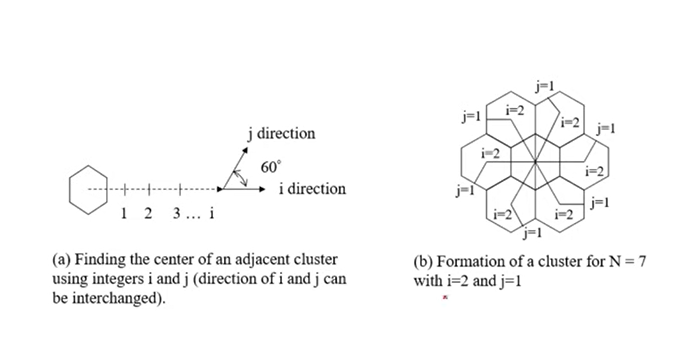 j direction
60°
i direction
1 2 3 ... i
(a) Finding the center of an adjacent cluster
using integers i and j (direction of i and j can
be interchanged).
j=1
j=1
i=2
i=2
j=1
i=2
i=2
j=1
j=1
i=2
i=2
j=1
(b) Formation of a cluster for N = 7
with i=2 and j=1